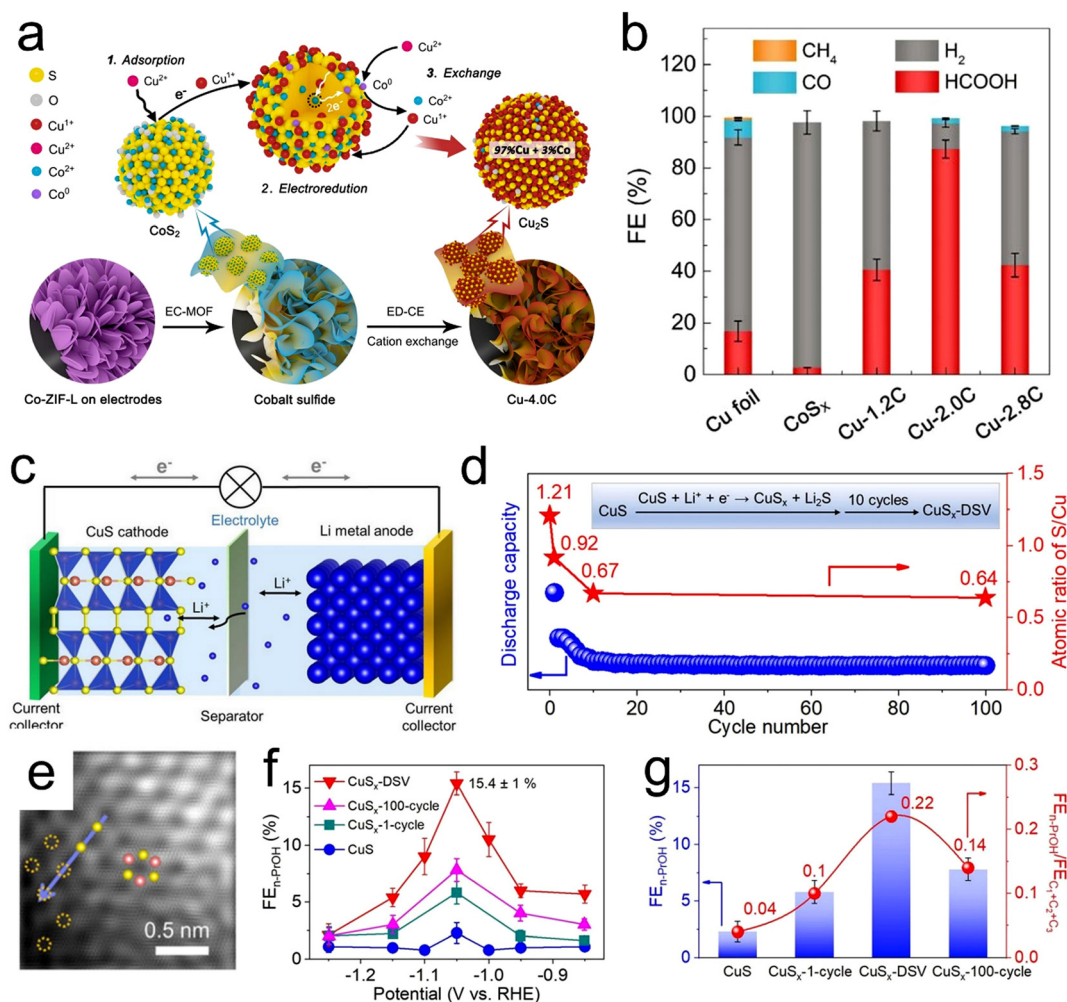 a
S
O
Cu1+
Cu2+
Co2+
Co0
1. Adsorption
Cu2+
e-
Cu1+
Cu2+
Co0
3. Exchange
2e-
Co2+
Cu1+
2. Electroredution
97%Cu + 3%Co
CoS2
Cu2S
EC-MOF
ED-CE
Cation exchange
Co-ZIF-L on electrodes
Cobalt sulfide
Cu-4.0C
b
CH4
H2
CO
HCOOH
FE (%)
120
100
80
60
40
20
0
Cu foil
CoSX
Cu-1.2C
Cu-2.0C
Cu-2.8C
c
e-
e-
Electrolyte
CuS cathode
Li metal anode
Li+
Li+
Current
collector
Separator
Current
collector
d
Discharge capacity
1.21
0.92
0.67
0.64
CuS + Li+ + e- → CuSx + Li2S
10 cycles
CuS
CuSx-DSV
1.5
1.0
0.5
0.0
Atomic ratio of S/Cu
0 20 40 60 80 100
Cycle number
e
0.5 nm
f
FEn-PrOH (%)
15
10
5
0
CuSx-DSV
CuSx-100-cycle
CuSx-1-cycle
CuS
15.4 ± 1 %
-1.2 -1.1 -1.0 -0.9
Potential (V vs. RHE)
g
FEn-PrOH (%)
15
10
5
0
0.04
0.1
0.22
0.14
0.3
0.2
0.1
0.0
FEn-PrOH/FEC1+C2+C3
CuS
CuSx-1-cycle
CuSx-DSV
CuSx-100-cycle